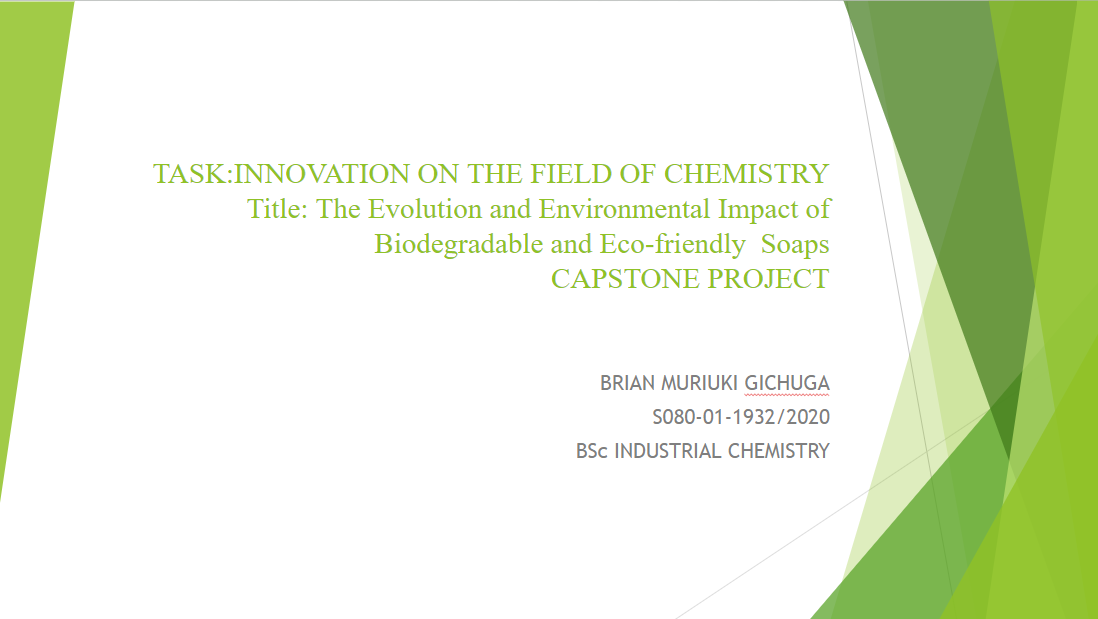 TASK:INNOVATION ON THE FIELD OF CHEMISTRY
Title: The Evolution and Environmental Impact of
Biodegradable and Eco-friendly  Soaps
CAPSTONE PROJECT
BRIAN MURIUKI GICHUGA
S080-01-1932/2020
BSc INDUSTRIAL CHEMISTRY